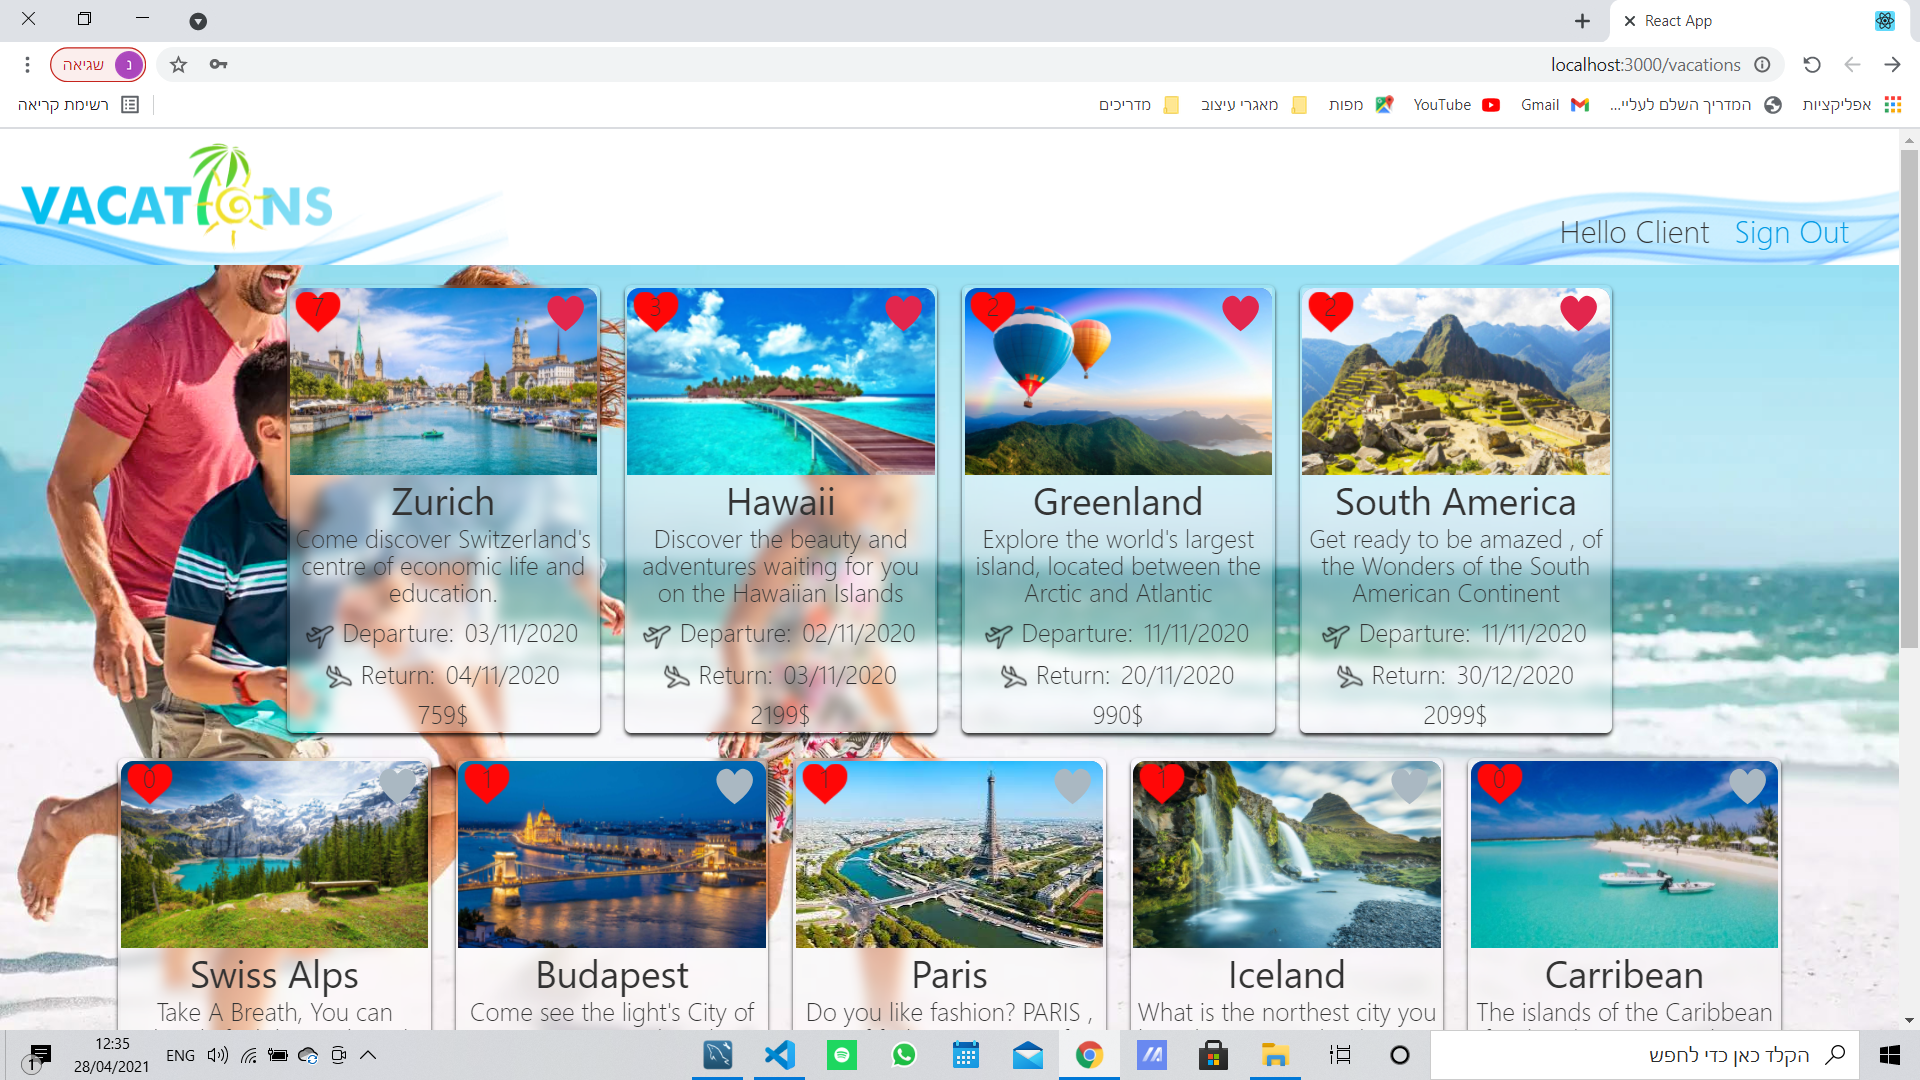 React App
localhost:3000/vacations
שגיאה
נ
אפליקציות
המדריך השלם לעליי...
Gmail
YouTube
מפות
מאגרי עיצוב
מדריכים
רשימת קריאה
VACATIONS
Hello Client Sign Out
7
Zurich
Come discover Switzerland's
centre of economic life and
education.
Departure: 03/11/2020
Return: 04/11/2020
759$
3
Hawaii
Discover the beauty and
adventures waiting for you
on the Hawaiian Islands
Departure: 02/11/2020
Return: 03/11/2020
2199$
2
Greenland
Explore the world's largest
island, located between the
Arctic and Atlantic
Departure: 11/11/2020
Return: 20/11/2020
990$
2
South America
Get ready to be amazed , of
the Wonders of the South
American Continent
Departure: 11/11/2020
Return: 30/12/2020
2099$
0
Swiss Alps
Take A Breath, You can
1
Budapest
Come see the light's City of
1
Paris
Do you like fashion? PARIS ,
1
Iceland
What is the northest city you
0
Carribean
The islands of the Caribbean
הקלד כאן כדי לחפש
ENG
12:35
28/04/2021
1